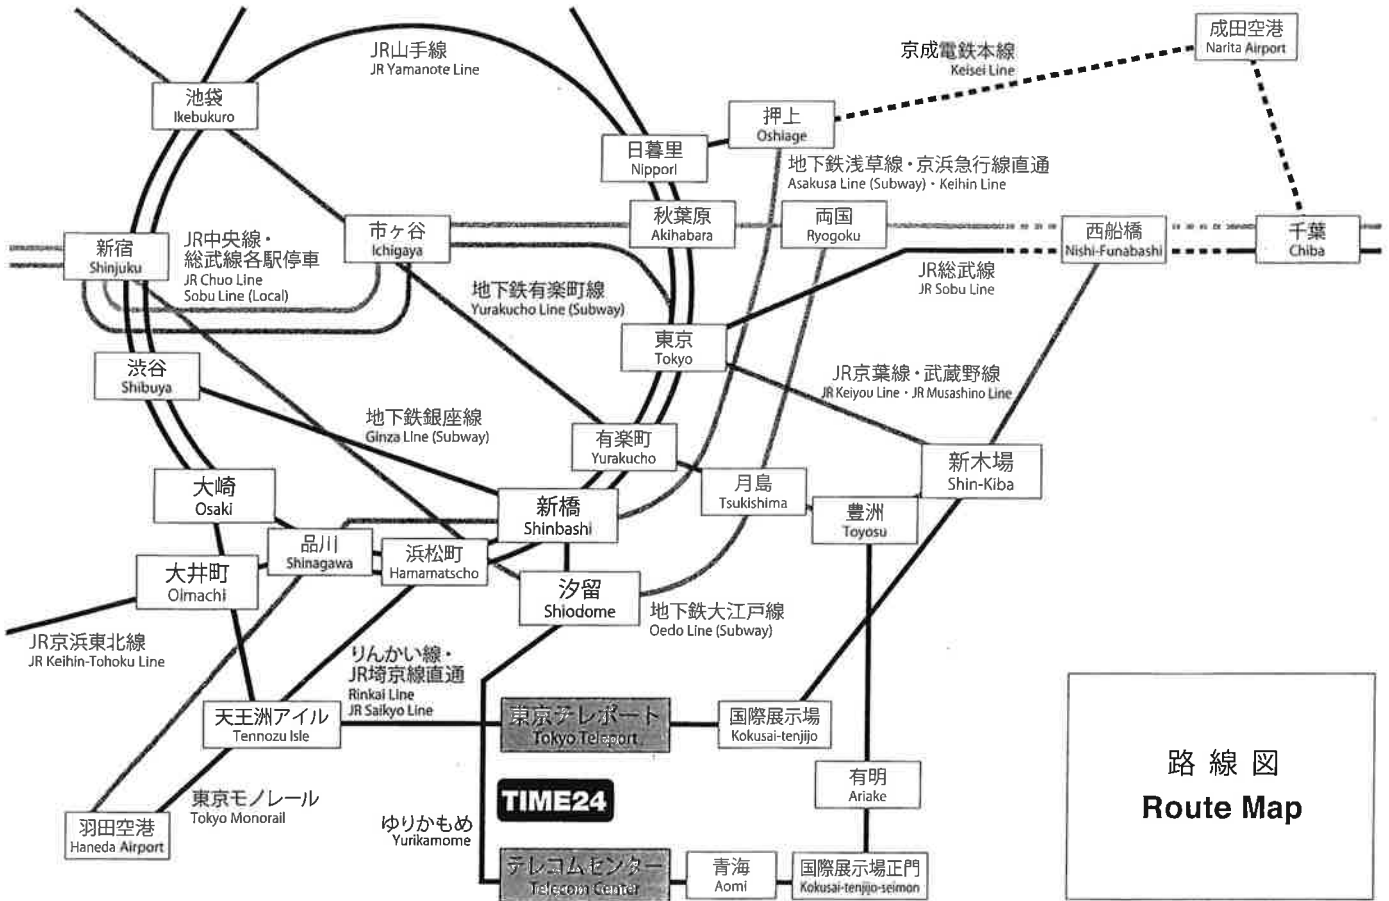 成田空港
Narita Airport
京成電鉄本線
Keisei Line
JR山手線
JR Yamanote Line
池袋
Ikebukuro
押上
Oshiage
日暮里
Nippori
地下鉄浅草線・京浜急行線直通
Asakusa Line (Subway)・Keihin Line
市ヶ谷
Ichigaya
秋葉原
Akihabara
両国
Ryogoku
西船橋
Nishi-Funabashi
千葉
Chiba
新宿
Shinjuku
JR中央線・
総武線各駅停車
JR Chuo Line
Sobu Line (Local)
JR総武線
JR Sobu Line
地下鉄有楽町線
Yurakucho Line (Subway)
東京
Tokyo
渋谷
Shibuya
JR京葉線・武蔵野線
JR Keiyou Line・JR Musashino Line
地下鉄銀座線
Ginza Line (Subway)
有楽町
Yurakucho
新木場
Shin-Kiba
月島
Tsukishima
大崎
Osaki
新橋
Shinbashi
豊洲
Toyosu
品川
Shinagawa
浜松町
Hamamatscho
大井町
Oimachi
汐留
Shiodome
地下鉄大江戸線
Oedo Line (Subway)
JR京浜東北線
JR Keihin-Tohoku Line
りんかい線・
JR埼京線直通
Rinkai Line
JR Saikyo Line
天王洲アイル
Tennozu Isle
東京テレポート
Tokyo Teleport
国際展示場
Kokusai-tenjijo
路線図
Route Map
有明
Ariake
TIME24
東京モノレール
Tokyo Monorail
羽田空港
Haneda Airport
ゆりかもめ
Yurikamome
テレコムセンター
Telecom Center
青海
Aomi
国際展示場正門
Kokusai-tenjijo-seimon